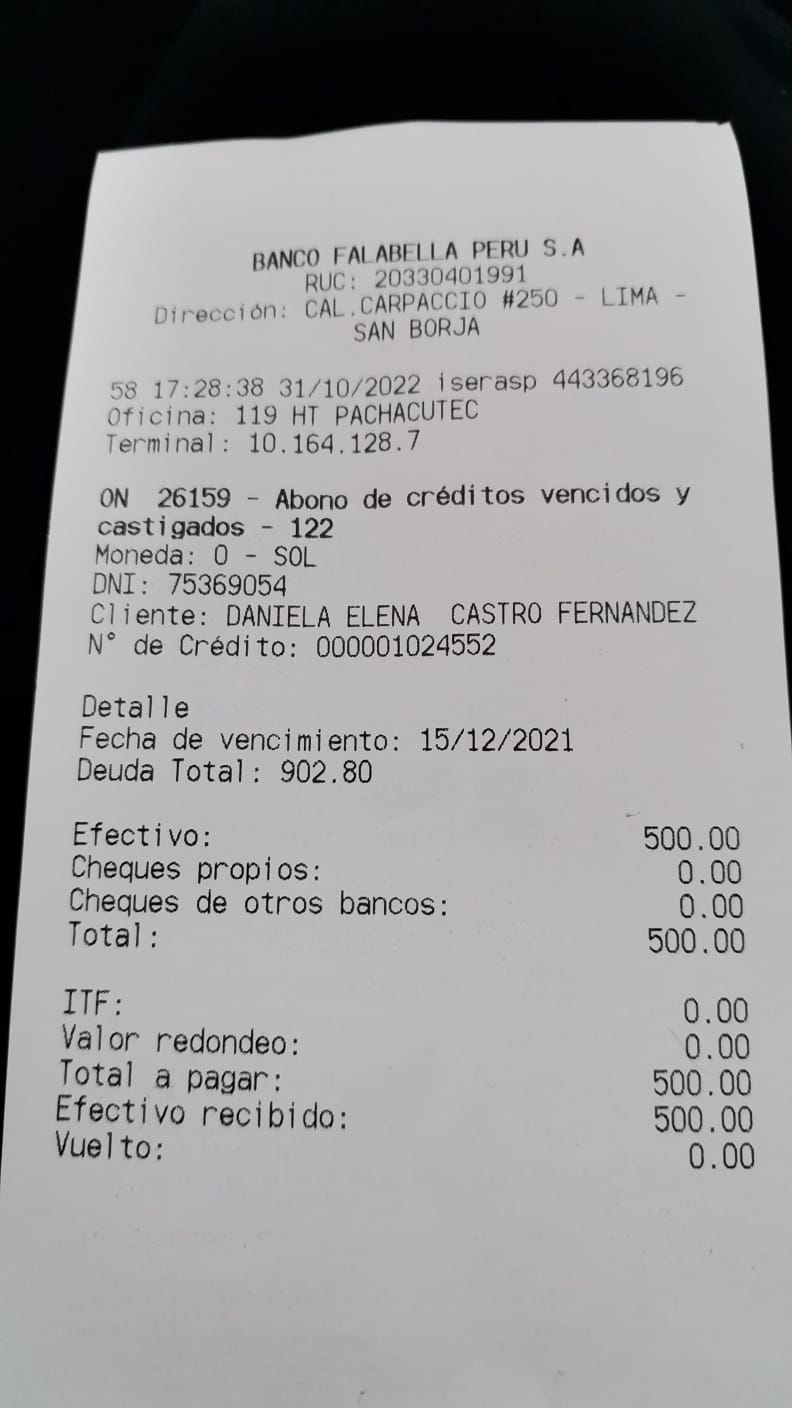 BANCO FALABELLA PERU S.A
RUC: 20330401991
Dirección: CAL.CARPACCIO #250 - LIMA -
SAN BORJA
58 17:28:38 31/10/2022 iserasp 443368196
Oficina: 119 HT PACHACUTEC
Terminal: 10.164.128.7
ON 26159 - Abono de créditos vencidos y
castigados - 122
Moneda: 0 - SOL
DNI: 75369054
Cliente: DANIELA ELENA CASTRO FERNANDEZ
N° de Crédito: 000001024552
Detalle
Fecha de vencimiento: 15/12/2021
Deuda Total: 902.80
Efectivo: 500.00
Cheques propios: 0.00
Cheques de otros bancos: 0.00
Total: 500.00
ITF: 0.00
Valor redondeo: 0.00
Total a pagar: 500.00
Efectivo recibido: 500.00
Vuelto: 0.00